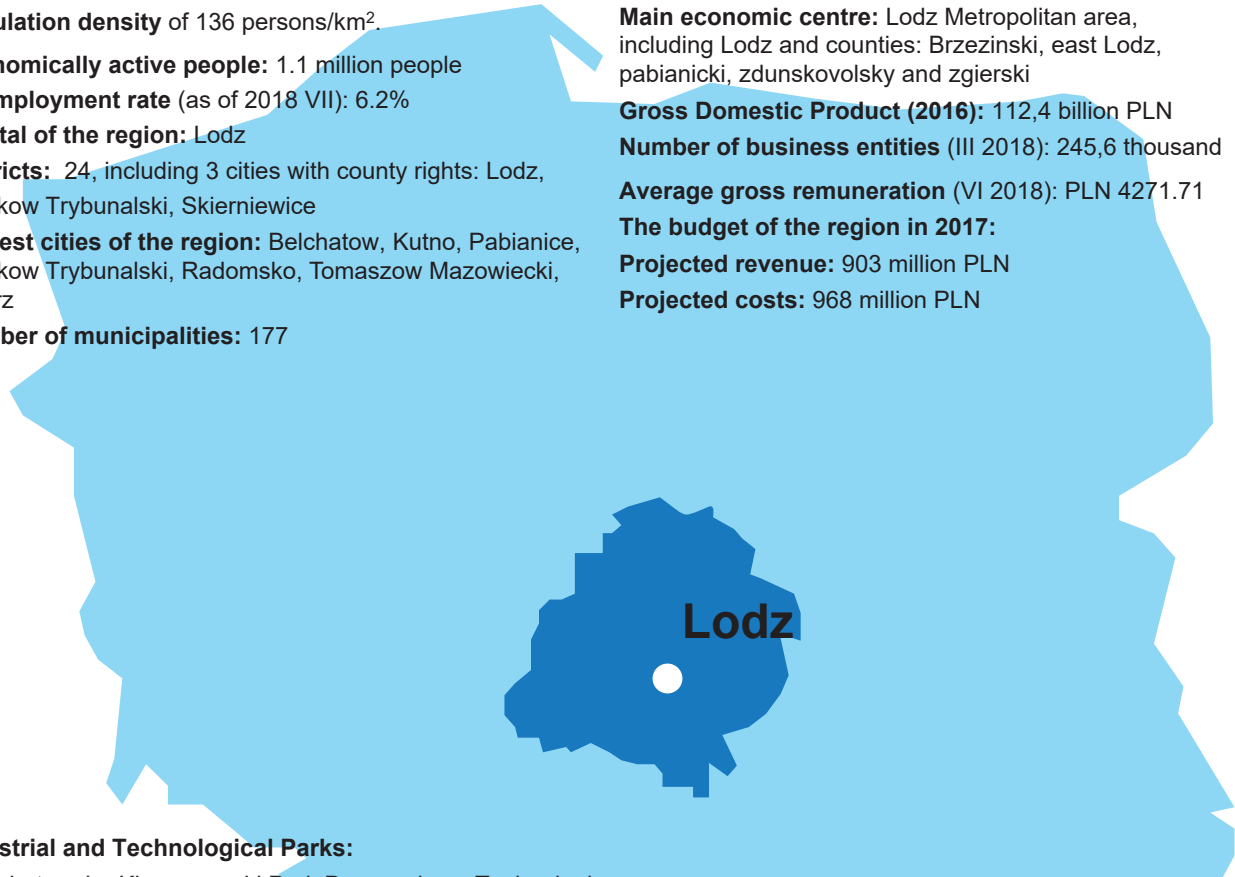 ulation density of 136 persons/km².
nomically active people: 1.1 million people
mployment rate (as of 2018 VII): 6.2%
tal of the region: Lodz
ricts: 24, including 3 cities with county rights: Lodz,
kow Trybunalski, Skierniewice
est cities of the region: Belchatow, Kutno, Pabianice,
kow Trybunalski, Radomsko, Tomaszow Mazowiecki,
rz
ber of municipalities: 177
Main economic centre: Lodz Metropolitan area,
including Lodz and counties: Brzezinski, east Lodz,
pabianicki, zdunskovolsky and zgierski
Gross Domestic Product (2016): 112,4 billion PLN
Number of business entities (III 2018): 245,6 thousand
Average gross remuneration (VI 2018): PLN 4271.71
The budget of the region in 2017:
Projected revenue: 903 million PLN
Projected costs: 968 million PLN
Lodz
strial and Technological Parks: